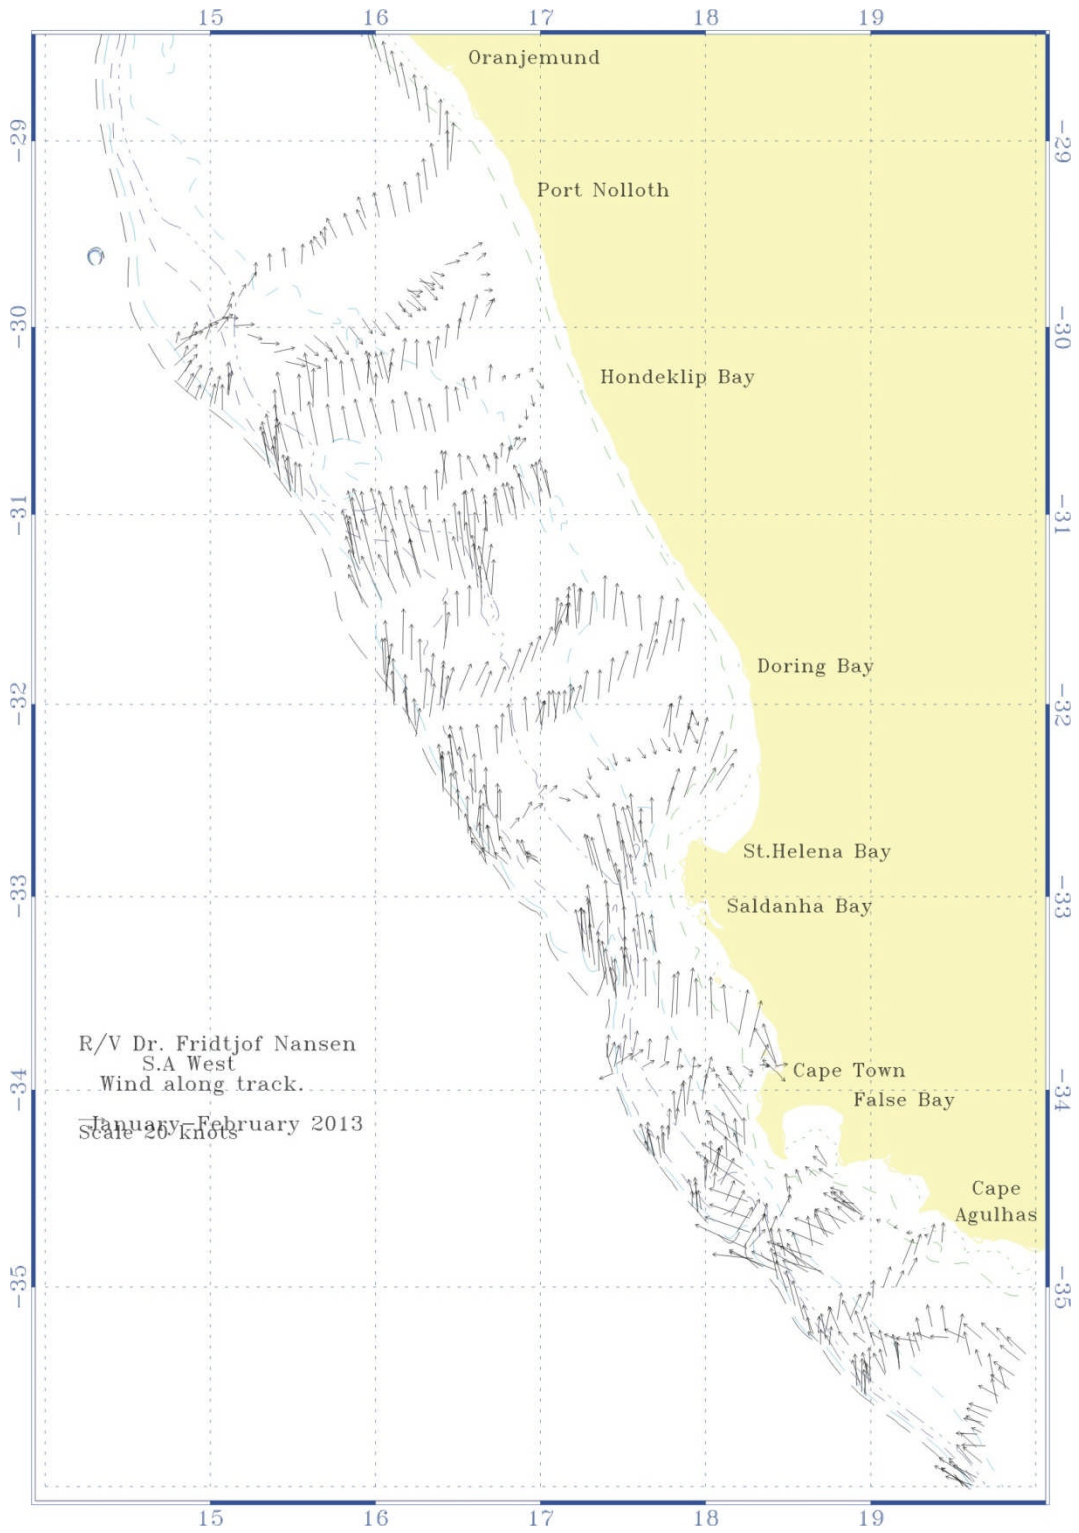 15 16 17 18 19
Oranjemund
-29 -29
Port Nolloth
-30 -30
Hondeklip Bay
-31 -31
Doring Bay
-32 -32
St.Helena Bay
-33 -33
Saldanha Bay
R/V Dr. Fridtjof Nansen
S.A West
Wind along track.
January-February 2013
Scale 20 knots
Cape Town
-34 -34
False Bay
Cape
Agulhas
-35 -35
15 16 17 18 19